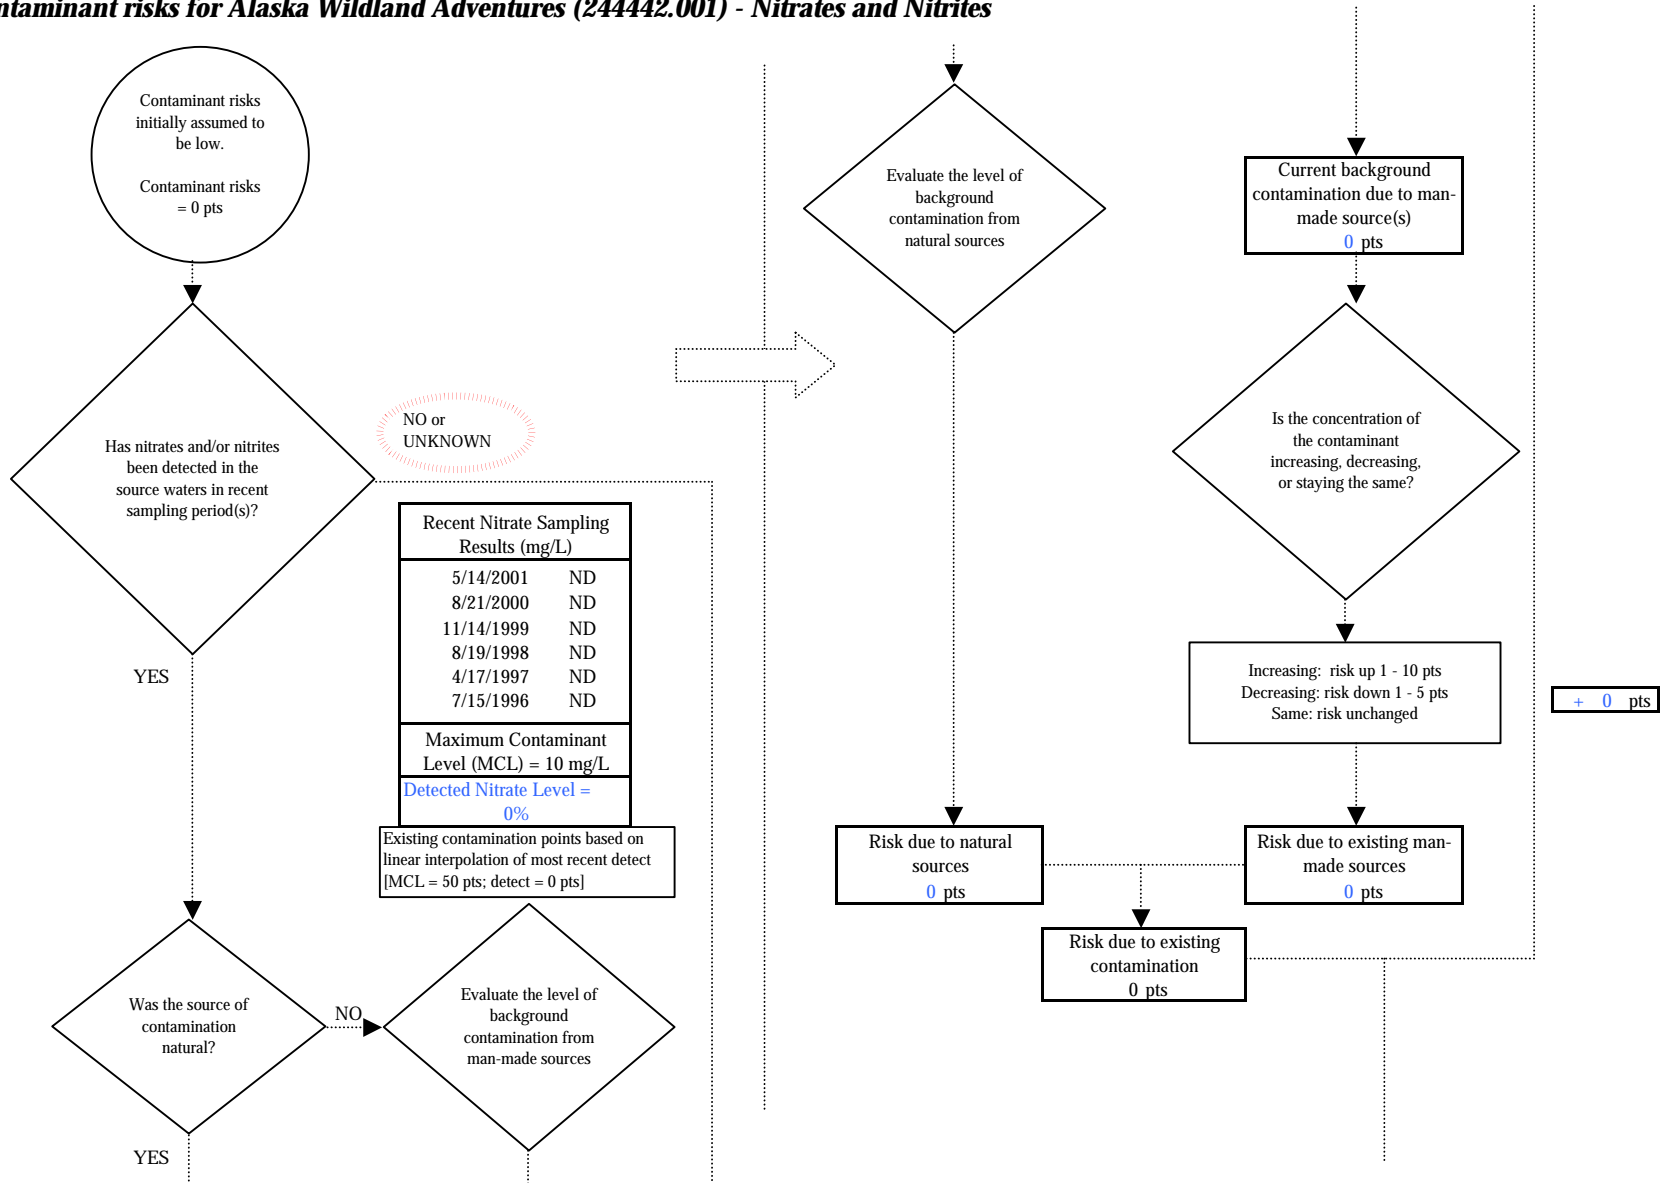 ntaminant risks for Alaska Wildland Adventures (244442.001) - Nitrates and Nitrites
Contaminant risks
initially assumed to
be low.
Contaminant risks
= 0 pts
Has nitrates and/or nitrites
been detected in the
source waters in recent
sampling period(s)?
NO or
UNKNOWN
YES
Recent Nitrate Sampling
Results (mg/L)
5/14/2001 ND
8/21/2000 ND
11/14/1999 ND
8/19/1998 ND
4/17/1997 ND
7/15/1996 ND
Maximum Contaminant
Level (MCL) = 10 mg/L
Detected Nitrate Level =
0%
Existing contamination points based on
linear interpolation of most recent detect
[MCL = 50 pts; detect = 0 pts]
Was the source of
contamination
natural?
NO
YES
Evaluate the level of
background
contamination from
man-made sources
Evaluate the level of
background
contamination from
natural sources
Risk due to natural
sources
0 pts
Current background
contamination due to man-
made source(s)
0 pts
Is the concentration of
the contaminant
increasing, decreasing,
or staying the same?
Increasing: risk up 1 - 10 pts
Decreasing: risk down 1 - 5 pts
Same: risk unchanged
Risk due to existing man-
made sources
0 pts
Risk due to existing
contamination
0 pts
+ 0 pts